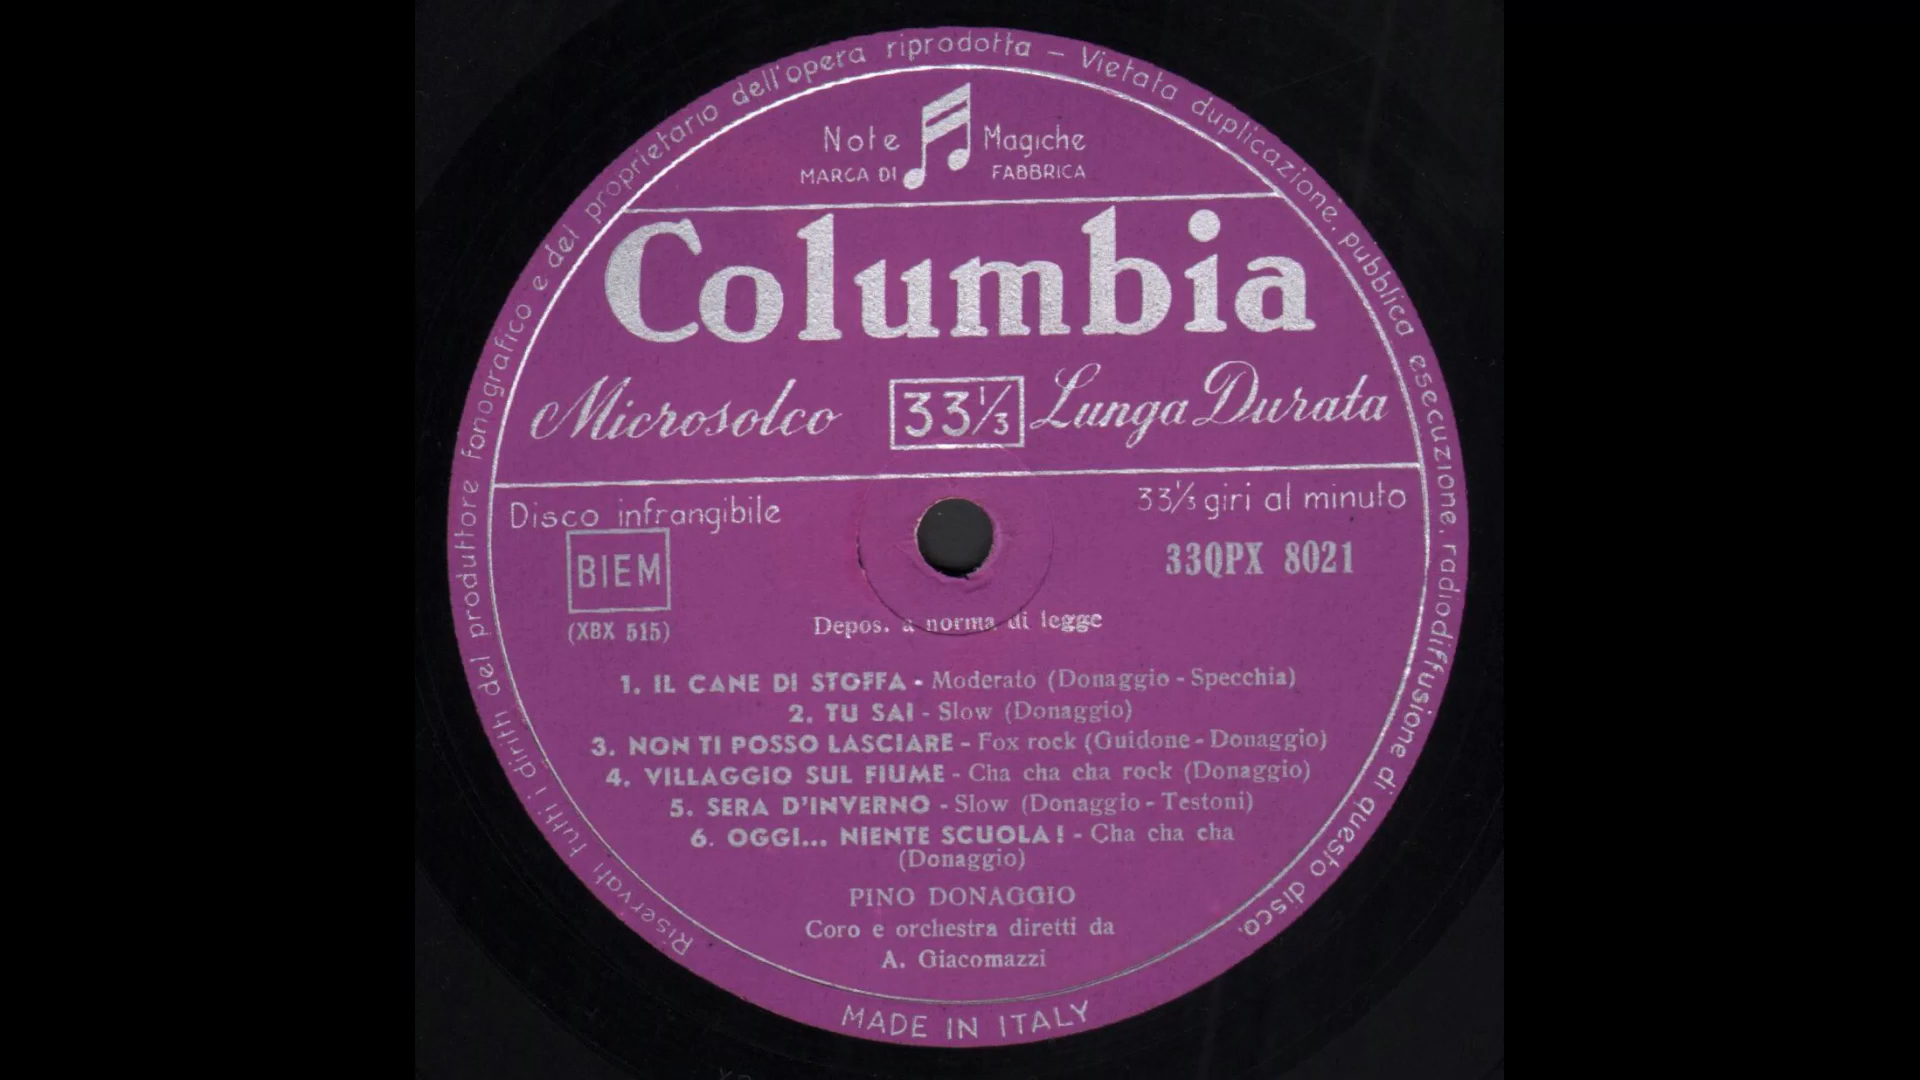 Riservati tutti i diritti del produttore fonografico e del proprietario dell'opera riprodotta – Vietata duplicazione, pubblica esecuzione, radiodiffusione di questo disco.
Note Magiche
MARCA DI FABBRICA
Columbia
Microsolco 33⅓ Lunga Durata
Disco infrangibile 33⅓ giri al minuto
BIEM 33QPX 8021
(XBX 515)
Depos. a norma di legge
1. IL CANE DI STOFFA - Moderato (Donaggio - Specchia)
2. TU SAI - Slow (Donaggio)
3. NON TI POSSO LASCIARE - Fox rock (Guidone - Donaggio)
4. VILLAGGIO SUL FIUME - Cha cha cha rock (Donaggio)
5. SERA D'INVERNO - Slow (Donaggio - Testoni)
6. OGGI... NIENTE SCUOLA! - Cha cha cha
(Donaggio)
PINO DONAGGIO
Coro e orchestra diretti da
A. Giacomazzi
MADE IN ITALY